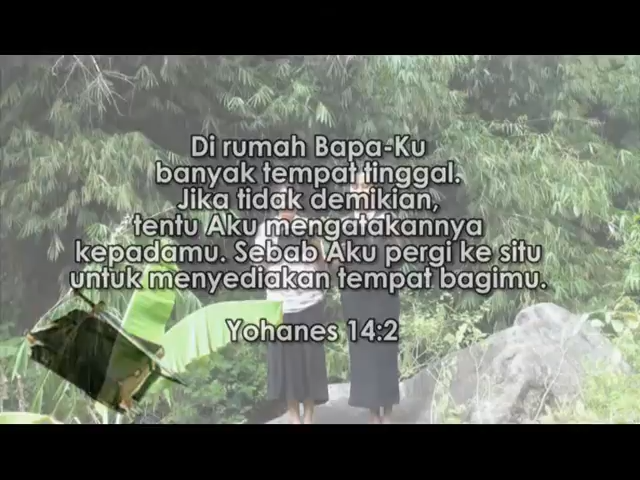 Di rumah Bapa-Ku
banyak tempat tinggal.
Jika tidak demikian,
tentu Aku mengatakannya
kepadamu. Sebab Aku pergi ke situ
untuk menyediakan tempat bagimu.
Yohanes 14:2